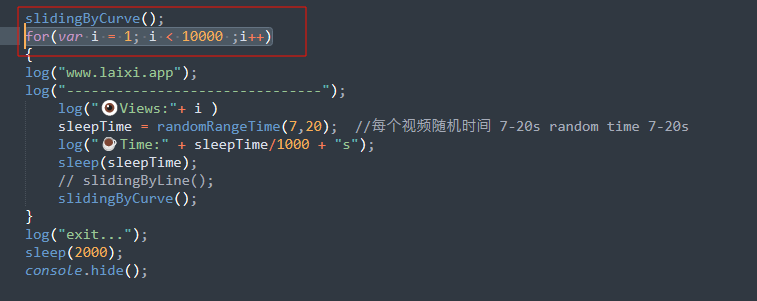 slidingByCurve();
for(var i = 1; i < 10000 ;i++)
{
log("www.laixi.app");
log("-------------------------------");
log("👁Views:"+ i )
sleepTime = randomRangeTime(7,20);  //每个视频随机时间 7-20s random time 7-20s
log("☕Time:" + sleepTime/1000 + "s");
sleep(sleepTime);
// slidingByLine();
slidingByCurve();
}
log("exit...");
sleep(2000);
console.hide();